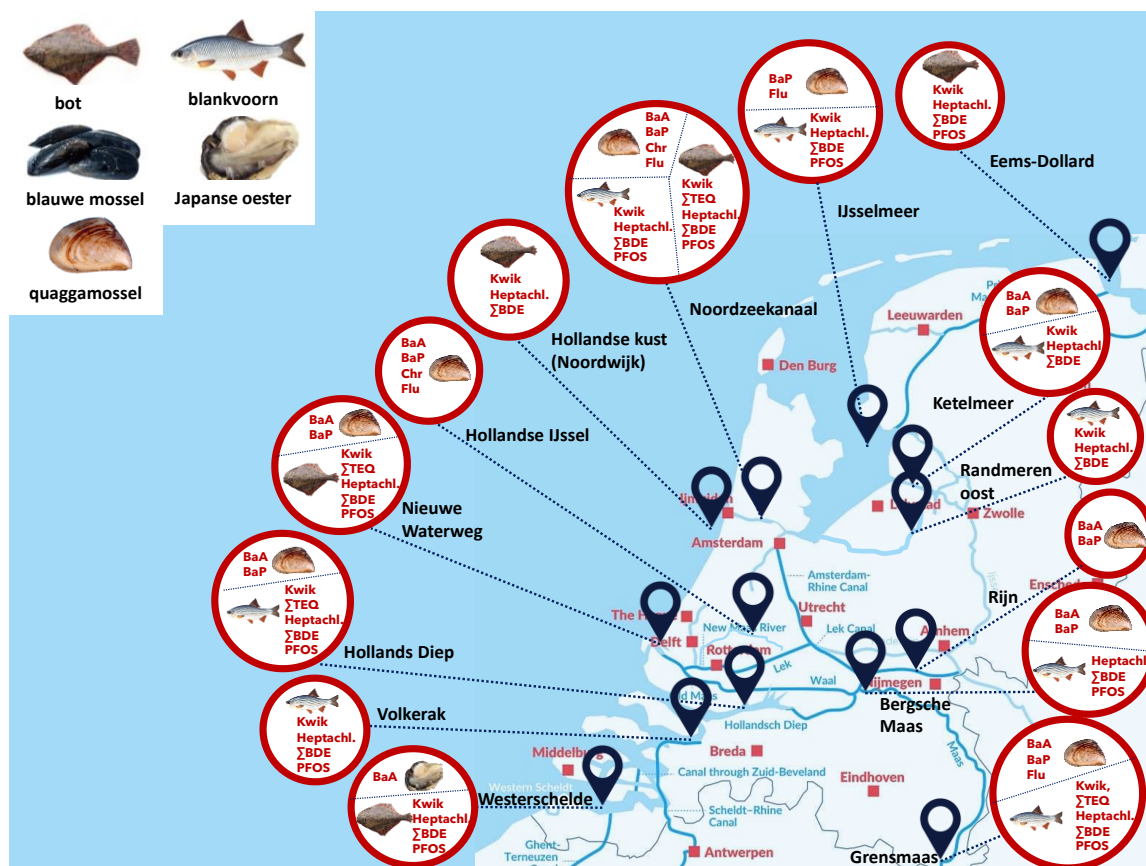 bot
blankvoorn
blauwe mossel
Japanse oester
quaggamossel
BaP
Flu
Kwik
Heptachl.
∑BDE
PFOS
IJsselmeer
Kwik
Heptachl.
∑BDE
PFOS
Eems-Dollard
BaA
BaP
Chr
Flu
Kwik
∑TEQ
Heptachl.
∑BDE
PFOS
Kwik
Heptachl.
∑BDE
PFOS
Noordzeekanaal
Kwik
Heptachl.
∑BDE
Hollandse kust
(Noordwijk)
BaA
BaP
Chr
Flu
Hollandse IJssel
BaA
BaP
Kwik
∑TEQ
Heptachl.
∑BDE
PFOS
Nieuwe
Waterweg
BaA
BaP
Kwik
∑TEQ
Heptachl.
∑BDE
PFOS
Hollands Diep
Kwik
Heptachl.
∑BDE
PFOS
Volkerak
BaA
Kwik
Heptachl.
∑BDE
PFOS
Westerschelde
BaA
BaP
Kwik
Heptachl.
∑BDE
Ketelmeer
Kwik
Heptachl.
∑BDE
Randmeren
oost
BaA
BaP
Rijn
BaA
BaP
Heptachl.
∑BDE
PFOS
Bergsche
Maas
BaA
BaP
Flu
Kwik,
∑TEQ
Heptachl.
∑BDE
PFOS
Grensmaas
Leeuwarden
Den Burg
Zwolle
Amsterdam
Amsterdam-
Rhine Canal
Utrecht
Lek Canal
Delft
Lek
Waal
Hollandsch Diep
Breda
Maas
Canal through Zuid-Beveland
Western Scheldt
Eindhoven
Scheldt–Rhine
Canal
Ghent-
Terneuzen
Antwerpen